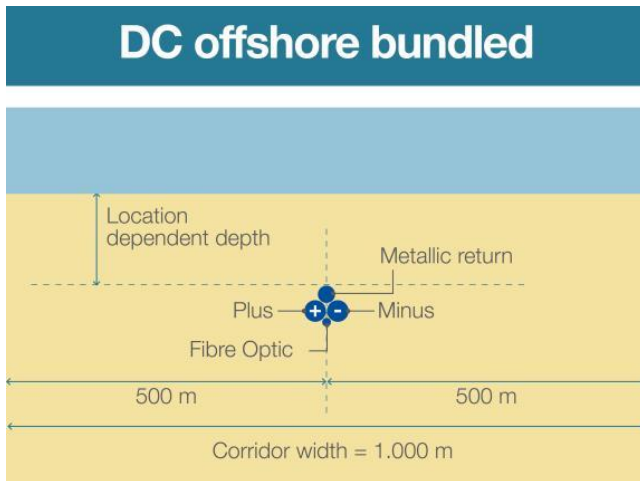 DC offshore bundled
Location
dependent depth
Metallic return
Plus
+
-
Minus
Fibre Optic
500 m
500 m
Corridor width = 1.000 m